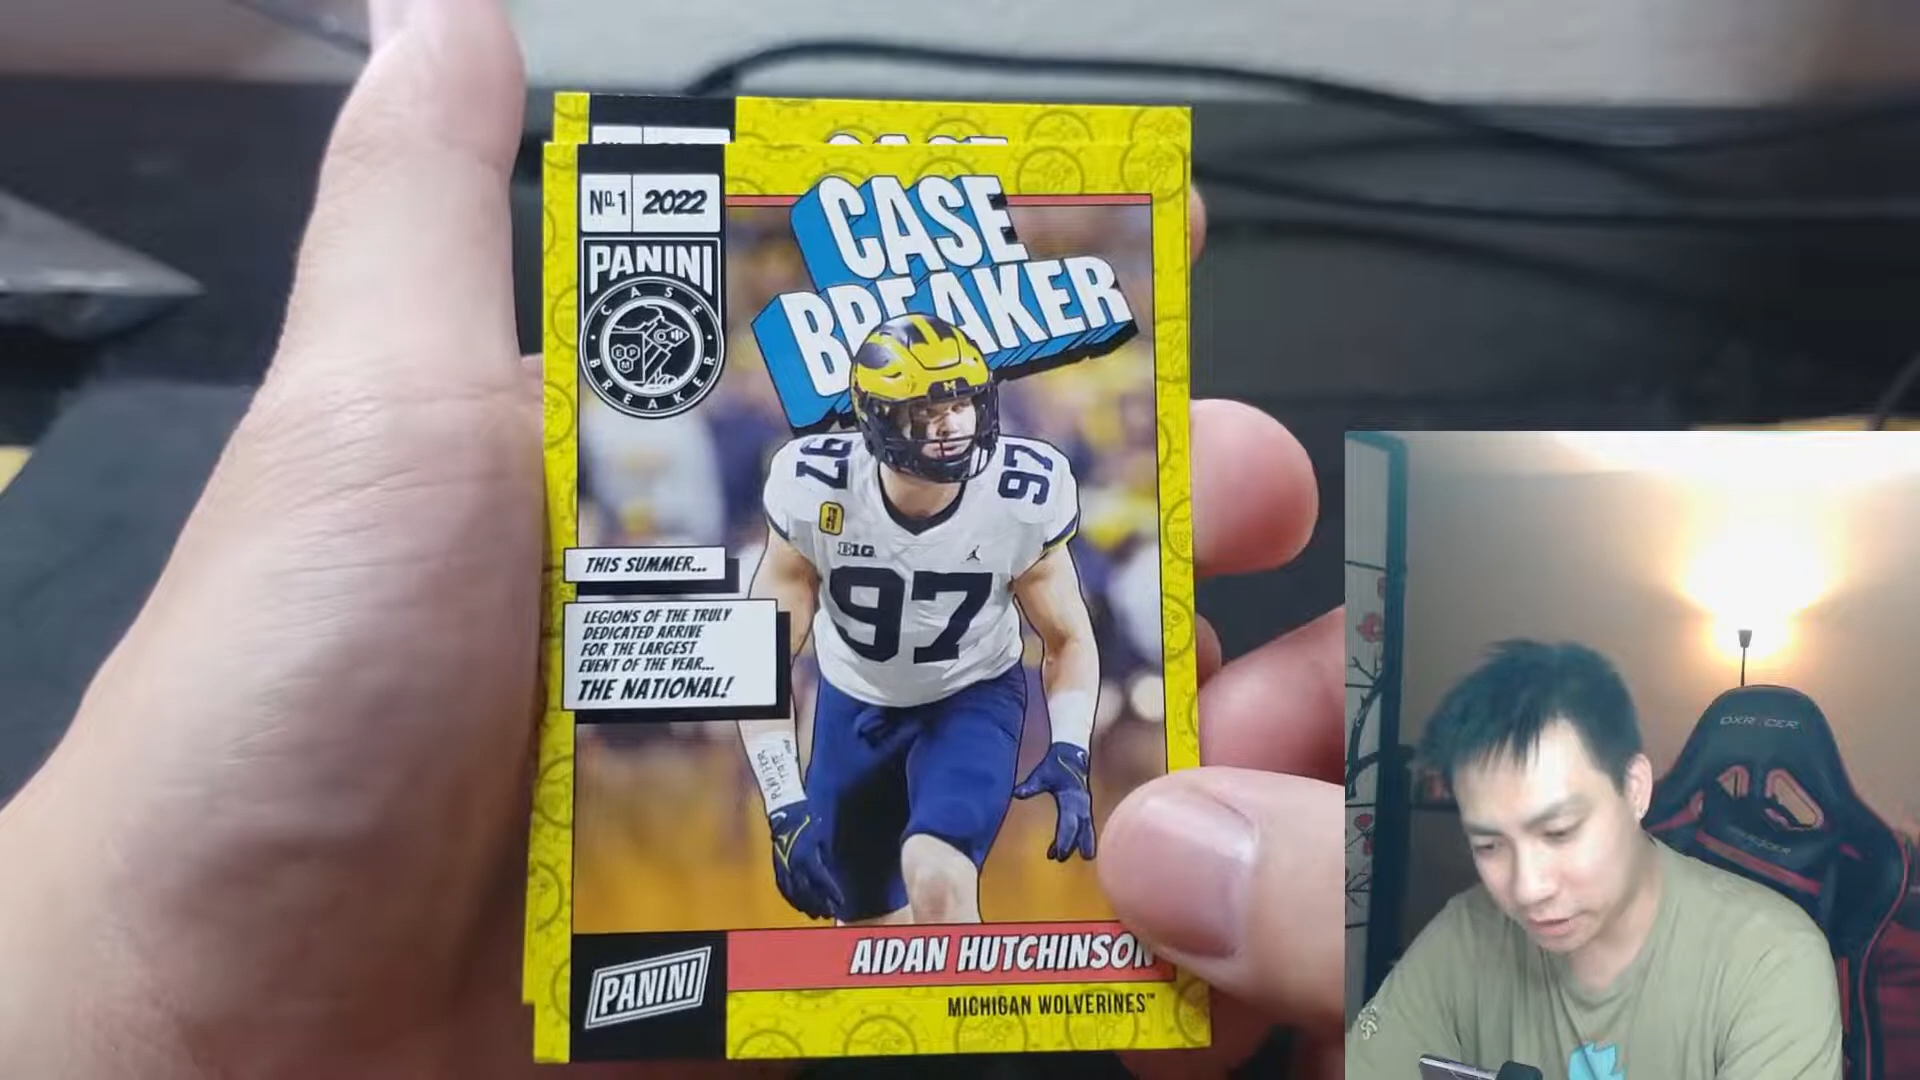 CASE
Nº.1 2022
PANINI
CASE
BREAKER
CASE
BREAKER
M
97
97
B1G
97
THIS SUMMER...
LEGIONS OF THE TRULY
DEDICATED ARRIVE
FOR THE LARGEST
EVENT OF THE YEAR...
THE NATIONAL!
AIDAN HUTCHINSON
PANINI
MICHIGAN WOLVERINES™
DXRACER